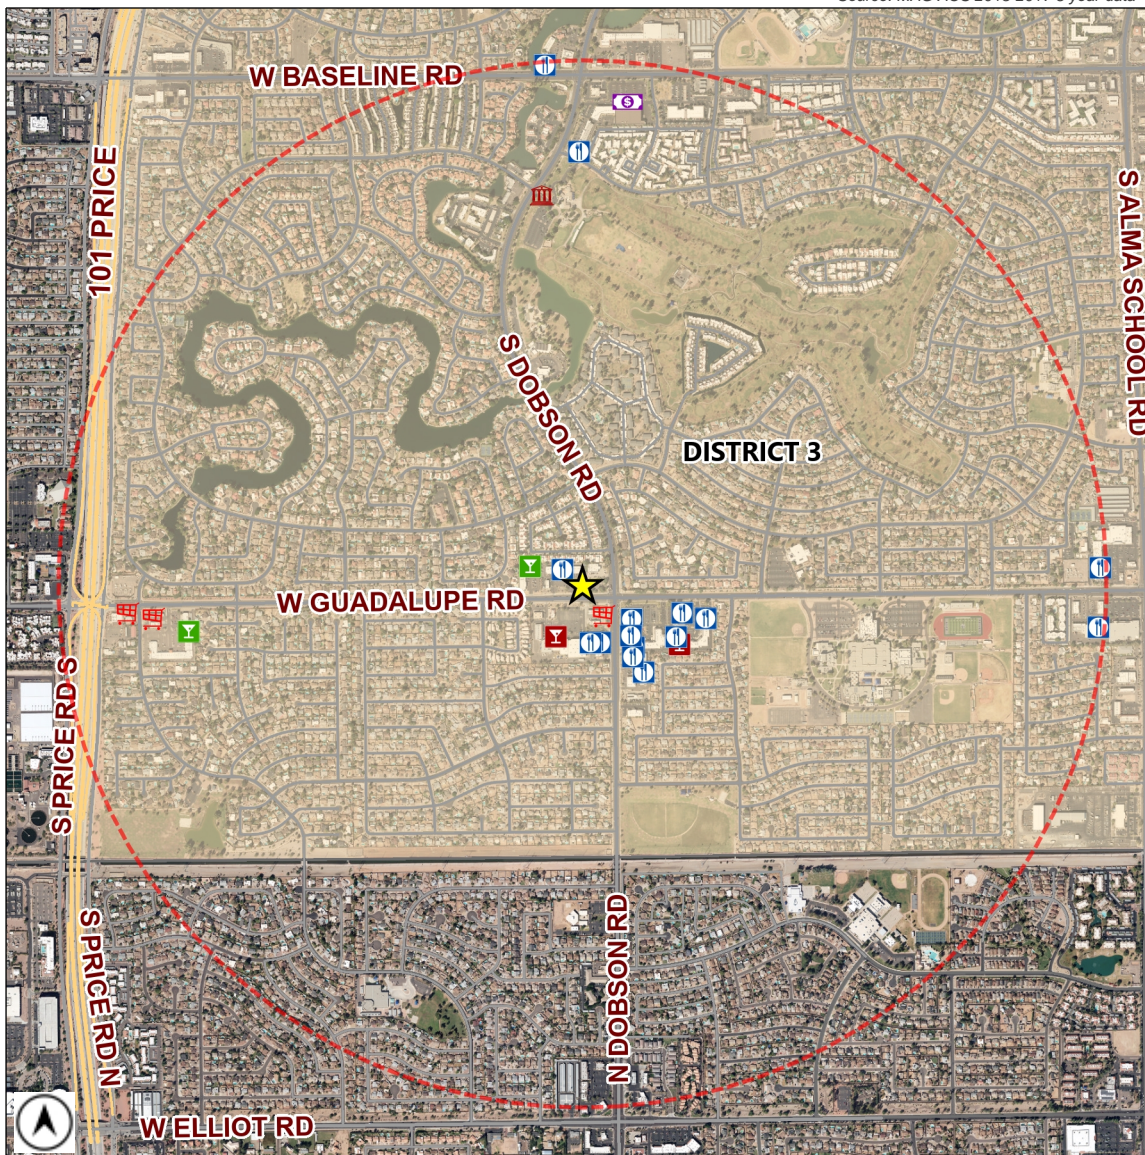 W BASELINE RD
101 PRICE
S ALMA SCHOOL RD
S DOBSON RD
DISTRICT 3
W GUADALUPE RD
S PRICE RD S
S PRICE RD N
N DOBSON RD
W ELLIOT RD